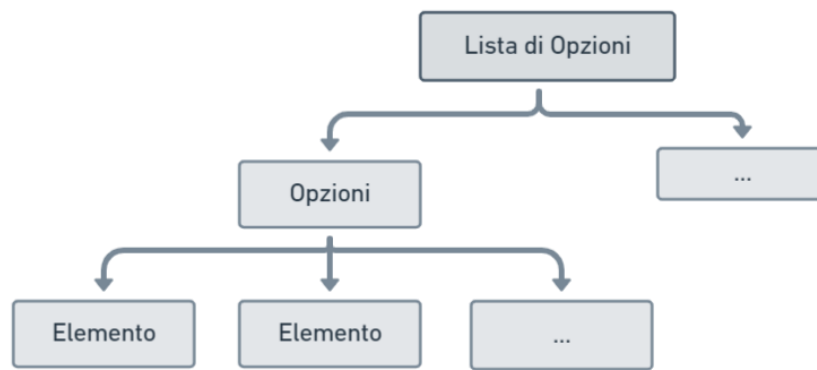 Lista di Opzioni
...
Opzioni
Elemento
Elemento
...